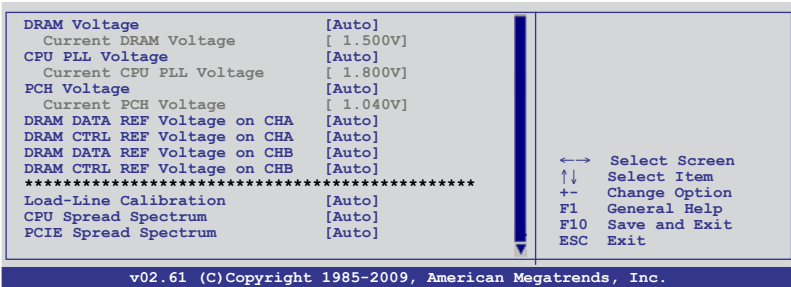 DRAM Voltage [Auto]
Current DRAM Voltage [ 1.500V]
CPU PLL Voltage [Auto]
Current CPU PLL Voltage [ 1.800V]
PCH Voltage [Auto]
Current PCH Voltage [ 1.040V]
DRAM DATA REF Voltage on CHA [Auto]
DRAM CTRL REF Voltage on CHA [Auto]
DRAM DATA REF Voltage on CHB [Auto]
DRAM CTRL REF Voltage on CHB [Auto]
***********************************************
Load-Line Calibration [Auto]
CPU Spread Spectrum [Auto]
PCIE Spread Spectrum [Auto]
←→ Select Screen
↑↓ Select Item
+- Change Option
F1 General Help
F10 Save and Exit
ESC Exit
v02.61 (C)Copyright 1985-2009, American Megatrends, Inc.